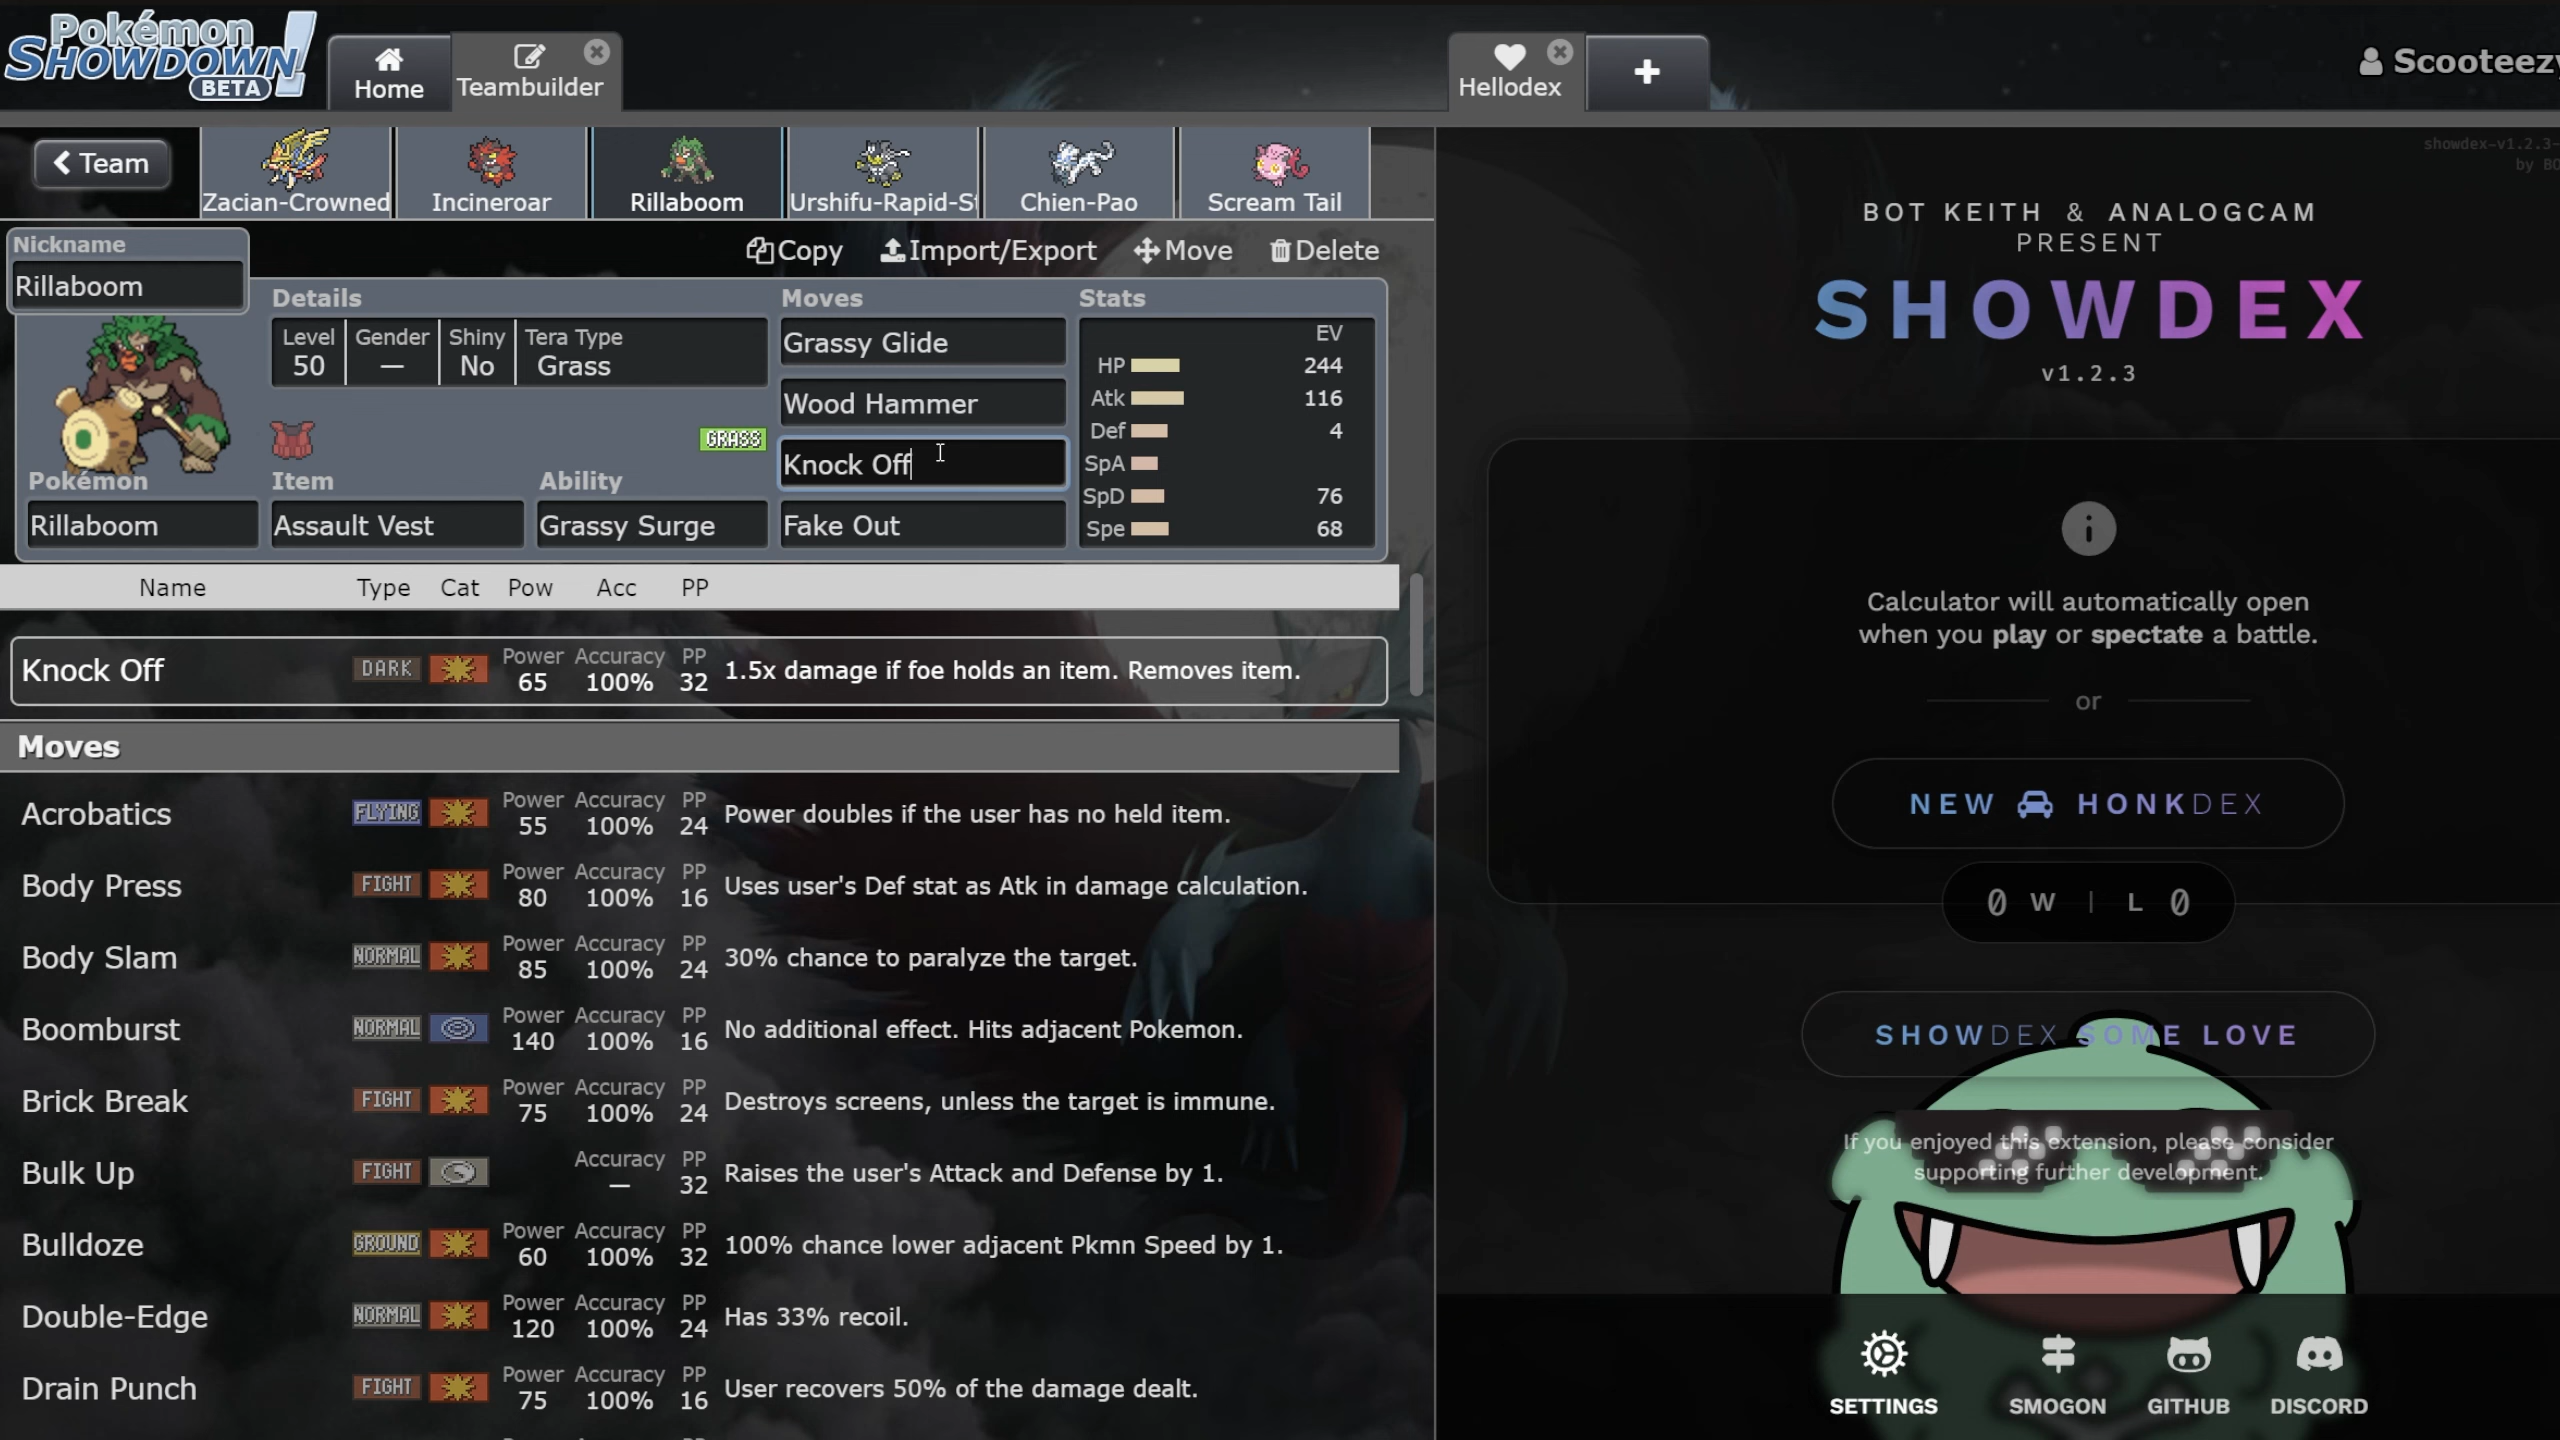 Pokémon
SHOWDOWN!
BETA
Home
Teambuilder
Hellodex
Scooteezy
Team
Zacian-Crowned
Incineroar
Rillaboom
Urshifu-Rapid-St
Chien-Pao
Scream Tail
showdex-v1.2.3-
by BO
Nickname
Rillaboom
Copy
Import/Export
Move
Delete
Details
Moves
Stats
Level Gender Shiny Tera Type
50 — No Grass
GRASS
Pokémon
Rillaboom
Item
Assault Vest
Ability
Grassy Surge
Grassy Glide
Wood Hammer
Knock Off
Fake Out
EV
HP 244
Atk 116
Def 4
SpA
SpD 76
Spe 68
Name Type Cat Pow Acc PP
Knock Off DARK Power 65 Accuracy 100% PP 32 1.5x damage if foe holds an item. Removes item.
Moves
Acrobatics FLYING Power 55 Accuracy 100% PP 24 Power doubles if the user has no held item.
Body Press FIGHT Power 80 Accuracy 100% PP 16 Uses user's Def stat as Atk in damage calculation.
Body Slam NORMAL Power 85 Accuracy 100% PP 24 30% chance to paralyze the target.
Boomburst NORMAL Power 140 Accuracy 100% PP 16 No additional effect. Hits adjacent Pokemon.
Brick Break FIGHT Power 75 Accuracy 100% PP 24 Destroys screens, unless the target is immune.
Bulk Up FIGHT Accuracy — PP 32 Raises the user's Attack and Defense by 1.
Bulldoze GROUND Power 60 Accuracy 100% PP 32 100% chance lower adjacent Pkmn Speed by 1.
Double-Edge NORMAL Power 120 Accuracy 100% PP 24 Has 33% recoil.
Drain Punch FIGHT Power 75 Accuracy 100% PP 16 User recovers 50% of the damage dealt.
BOT KEITH & ANALOGCAM
PRESENT
SHOWDEX
v1.2.3
Calculator will automatically open
when you play or spectate a battle.
or
NEW HONKDEX
0 W | L 0
SHOWDEX SOME LOVE
If you enjoyed this extension, please consider
supporting further development.
SETTINGS
SMOGON
GITHUB
DISCORD